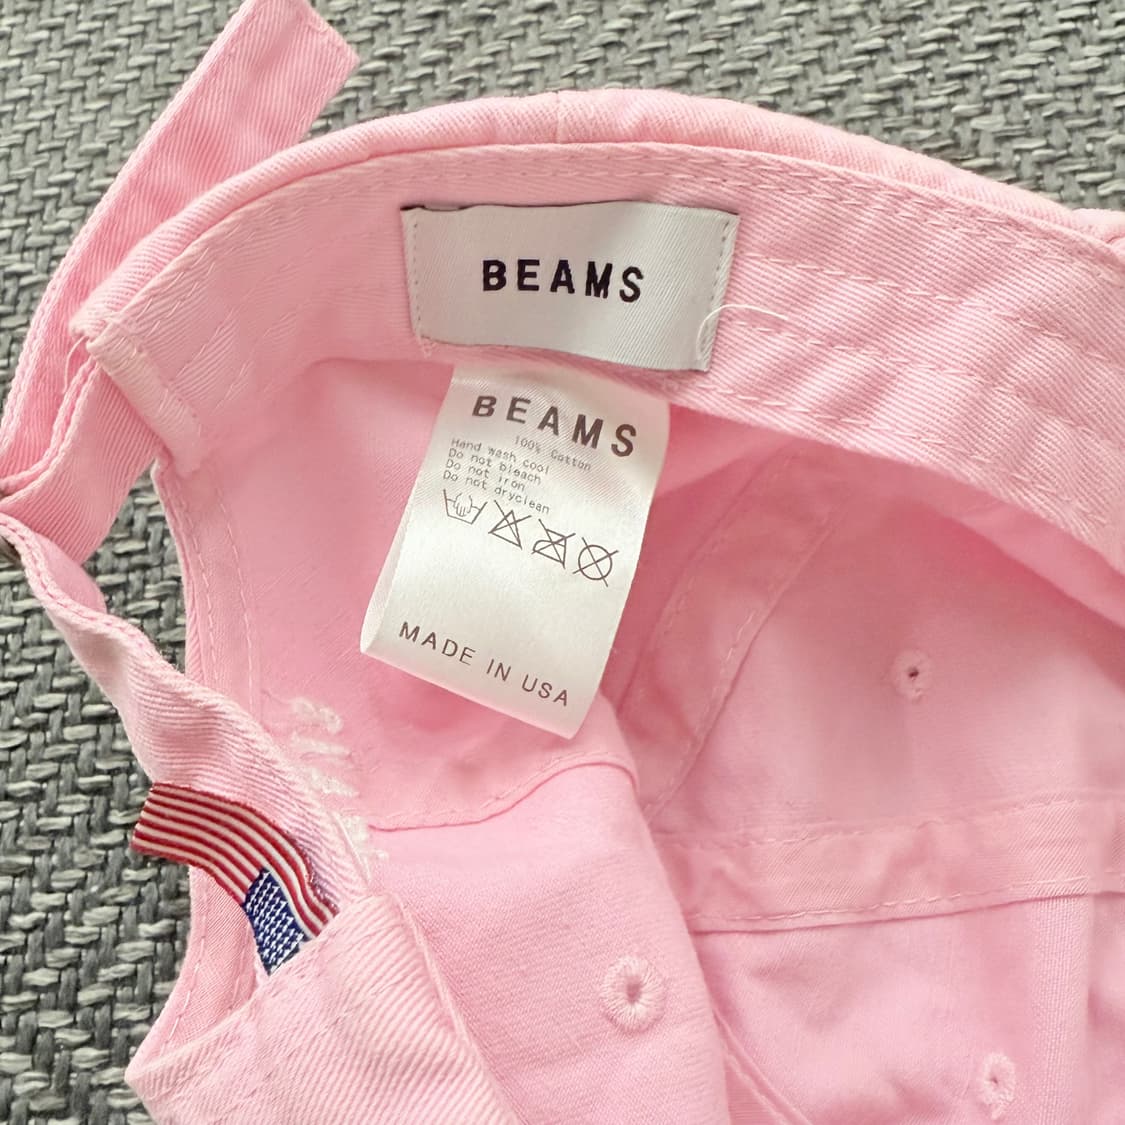 BEAMS
BEAMS
100% Cotton
Hand wash cool
Do not bleach
Do not iron
Do not dryclean
MADE IN USA